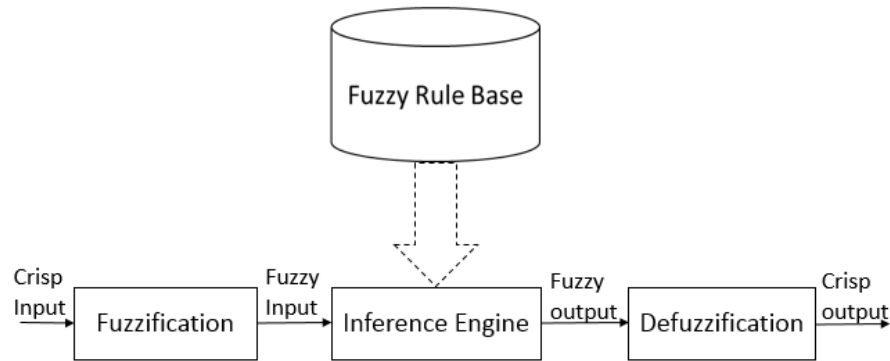 Fuzzy Rule Base
Crisp
Input
Fuzzification
Fuzzy
Input
Inference Engine
Fuzzy
output
Defuzzification
Crisp
output